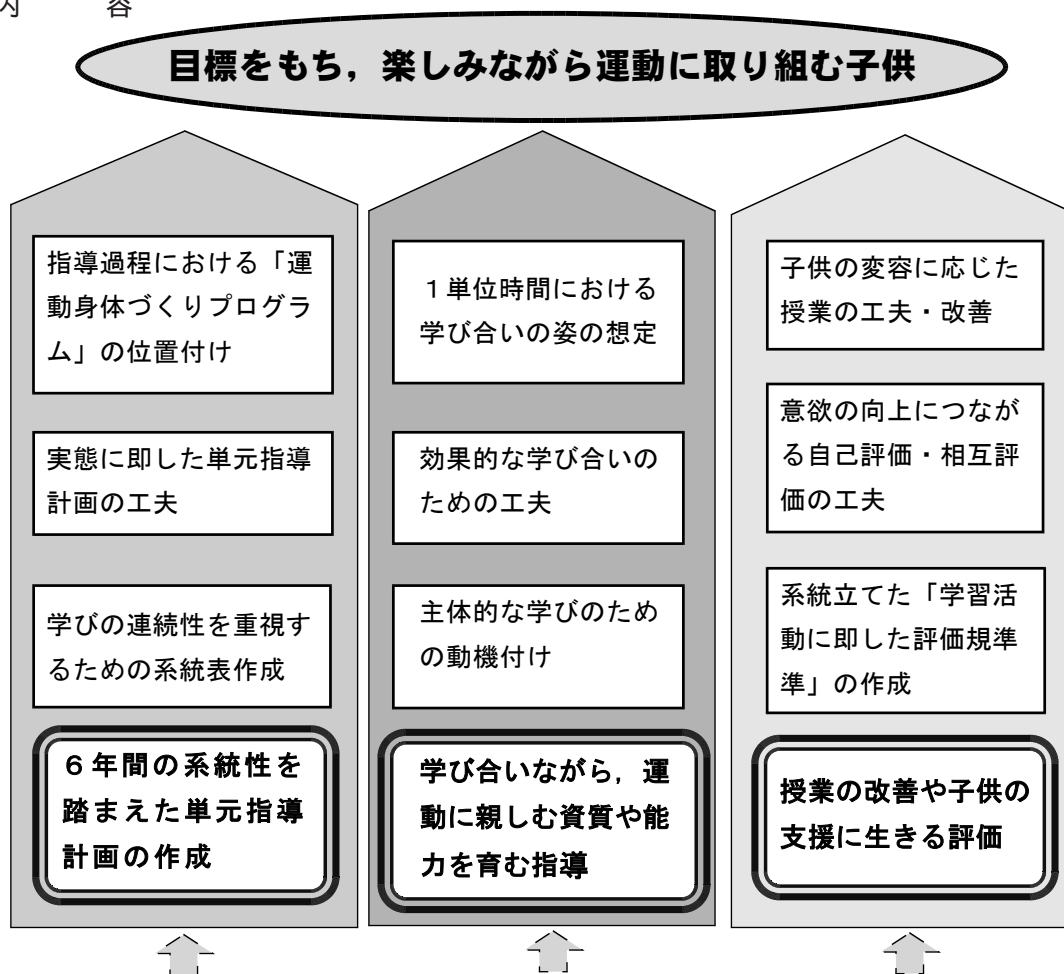 内　　容
目標をもち，楽しみながら運動に取り組む子供
指導過程における「運
動身体づくりプログラ
ム」の位置付け
実態に即した単元指導
計画の工夫
学びの連続性を重視す
るための系統表作成
６年間の系統性を
踏まえた単元指導
計画の作成
１単位時間における
学び合いの姿の想定
効果的な学び合いの
ための工夫
主体的な学びのため
の動機付け
学び合いながら，運
動に親しむ資質や能
力を育む指導
子供の変容に応じた
授業の工夫・改善
意欲の向上につなが
る自己評価・相互評
価の工夫
系統立てた「学習活
動に即した評価規準
準」の作成
授業の改善や子供の
支援に生きる評価